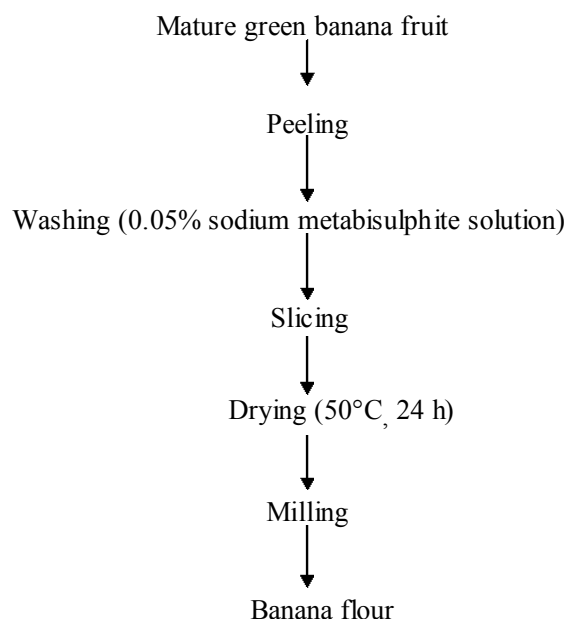 Mature green banana fruit
Peeling
Washing (0.05% sodium metabisulphite solution)
Slicing
Drying (50°C, 24 h)
Milling
Banana flour